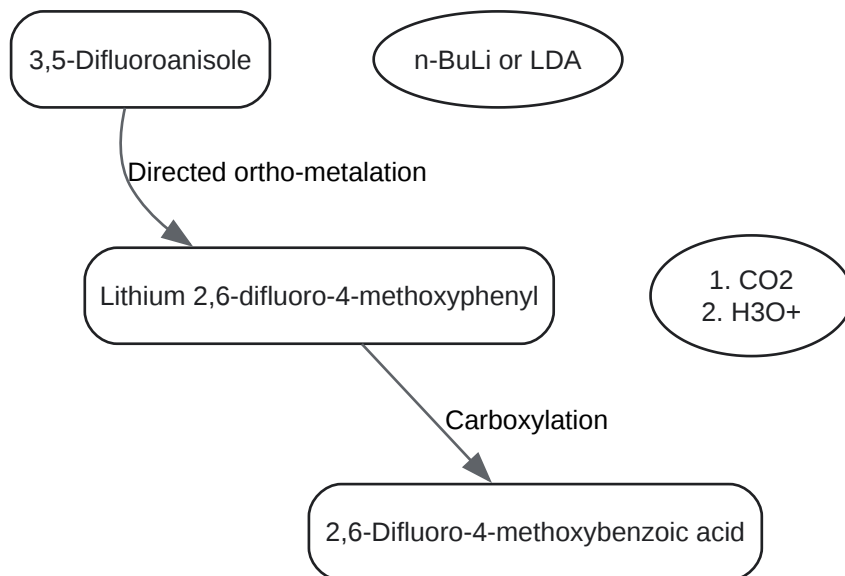 3,5-Difluoroanisole
n-BuLi or LDA
Directed ortho-metalation
Lithium 2,6-difluoro-4-methoxyphenyl
1. CO2
2. H3O+
Carboxylation
2,6-Difluoro-4-methoxybenzoic acid